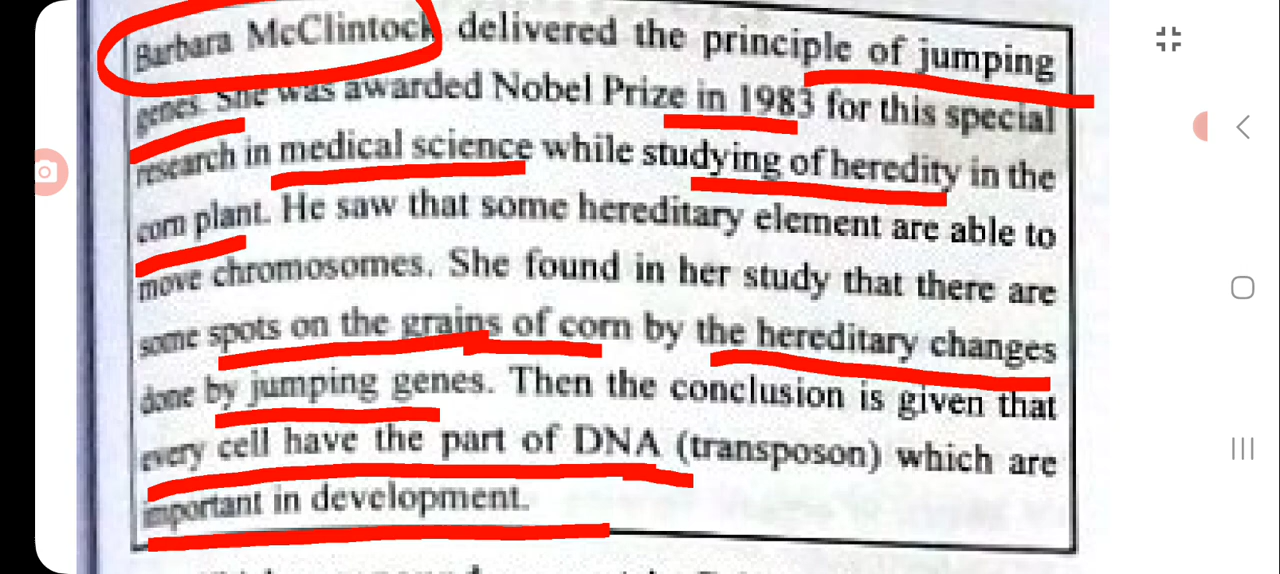 Barbara McClintock delivered the principle of jumping
genes. She was awarded Nobel Prize in 1983 for this special
research in medical science while studying of heredity in the
corn plant. He saw that some hereditary element are able to
move chromosomes. She found in her study that there are
some spots on the grains of corn by the hereditary changes
done by jumping genes. Then the conclusion is given that
every cell have the part of DNA (transposon) which are
important in development.